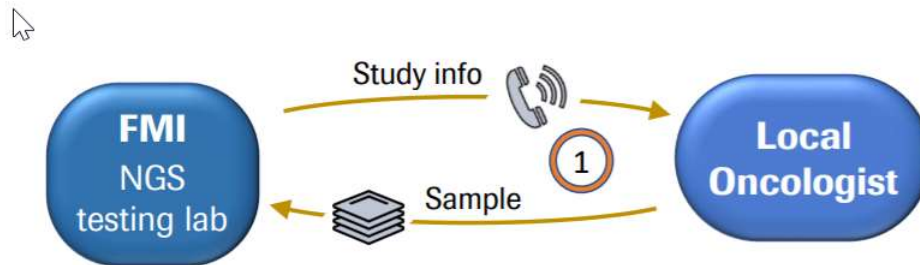 Study info
FMI
NGS
testing lab
1
Local
Oncologist
Sample